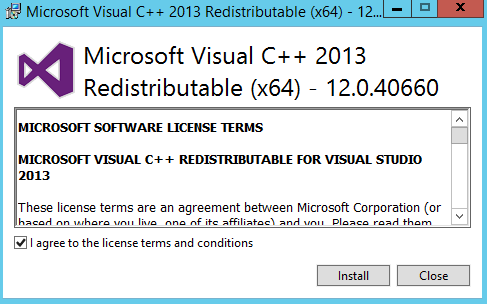 Microsoft Visual C++ 2013 Redistributable (x64) - 12.0...
Microsoft Visual C++ 2013
Redistributable (x64) - 12.0.40660
MICROSOFT SOFTWARE LICENSE TERMS
MICROSOFT VISUAL C++ REDISTRIBUTABLE FOR VISUAL STUDIO
2013
These license terms are an agreement between Microsoft Corporation (or
based on where you live, one of its affiliates) and you. Please read them.
I agree to the license terms and conditions
Install
Close